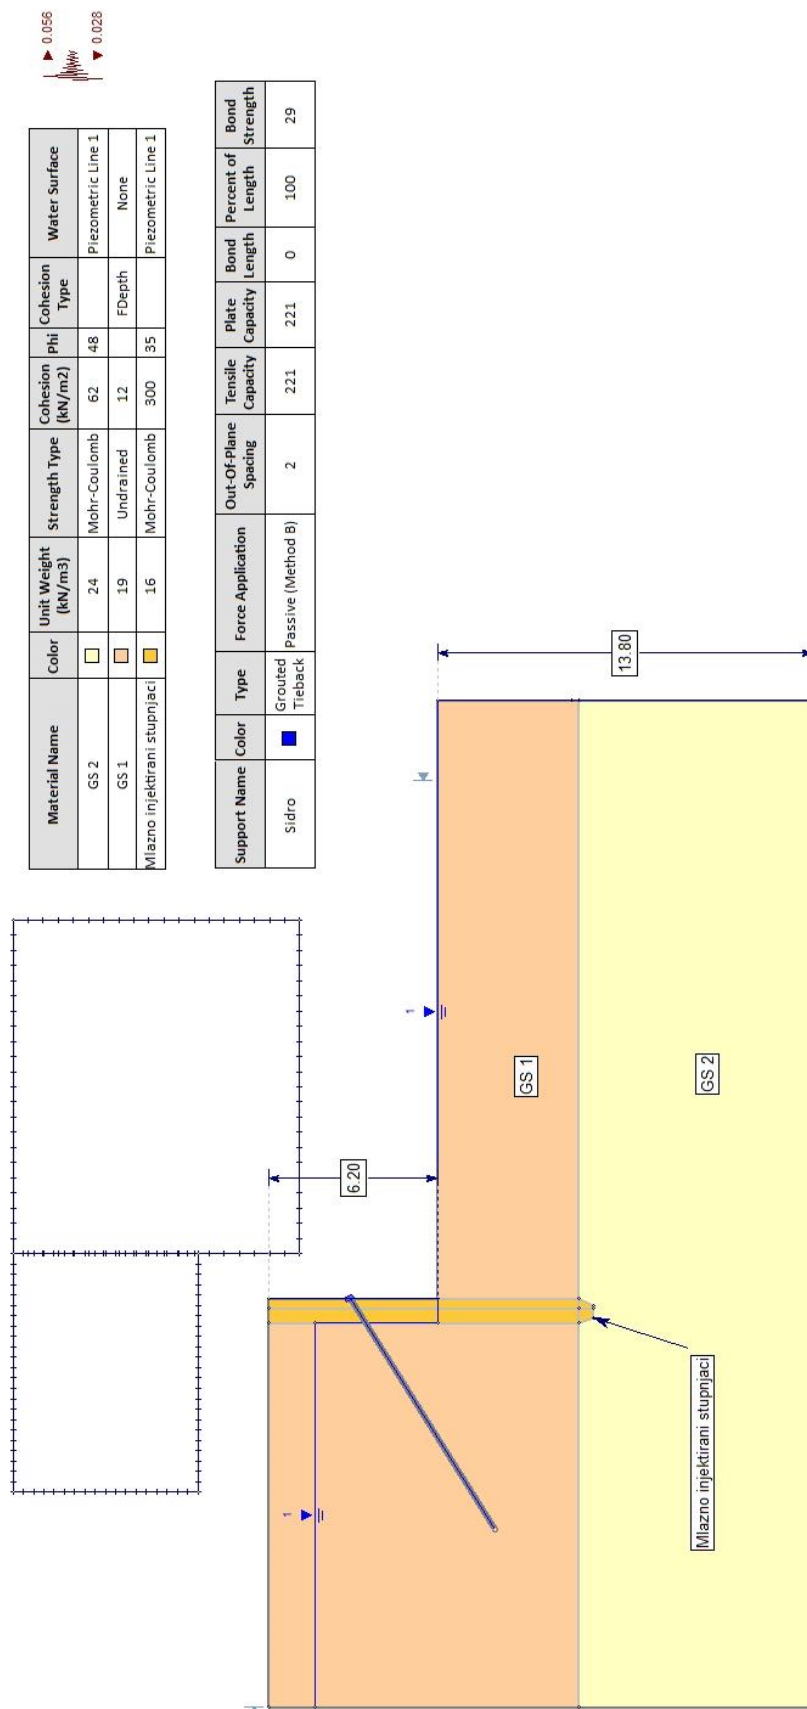 0.056
0.028
Material Name Color Unit Weight (kN/m3) Strength Type Cohesion (kN/m2) Phi Cohesion Type Water Surface
GS 2 24 Mohr-Coulomb 62 48 Piezometric Line 1
GS 1 19 Undrained 12 FDepth None
Mlazno injektirani stupnjaci 16 Mohr-Coulomb 300 35 Piezometric Line 1
Support Name Color Type Force Application Out-Of-Plane Spacing Tensile Capacity Plate Capacity Bond Length Percent of Length Bond Strength
Sidro Grouted Tieback Passive (Method B) 2 221 221 0 100 29
6.20
1
1
13.80
GS 1
GS 2
Mlazno injektirani stupnjaci